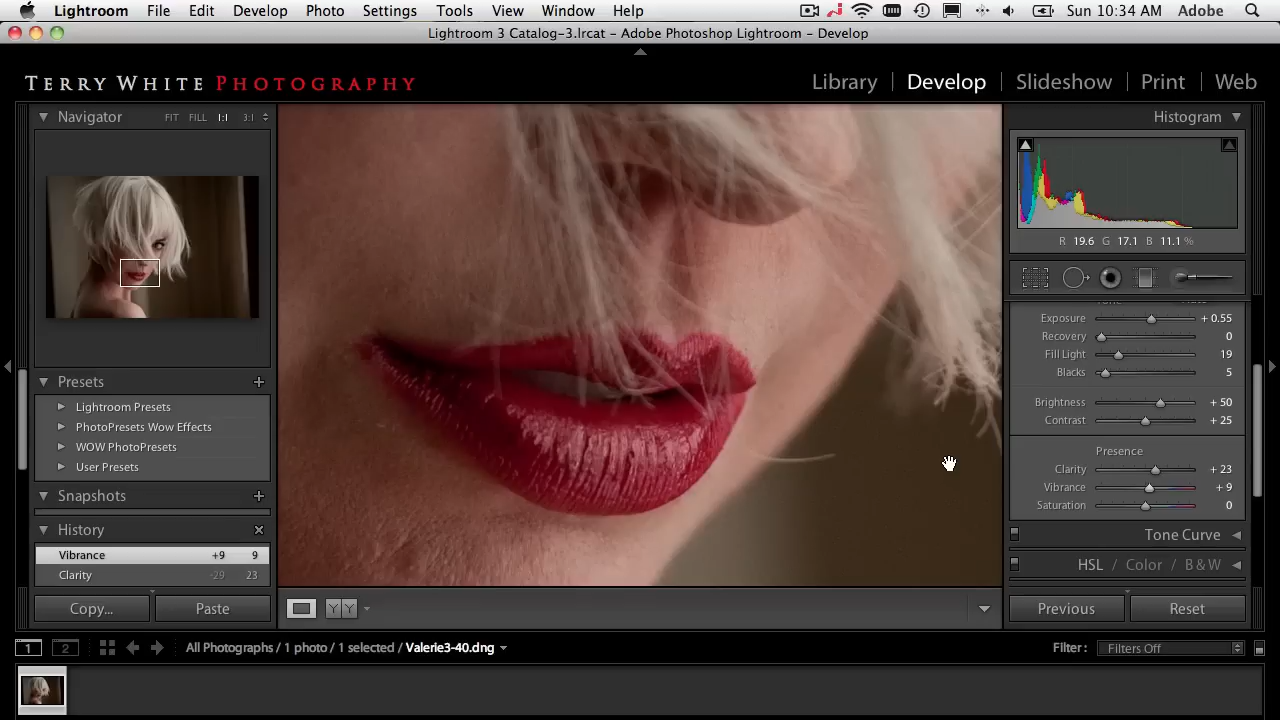 Lightroom File Edit Develop Photo Settings Tools View Window Help Sun 10:34 AM Adobe
Lightroom 3 Catalog-3.lrcat - Adobe Photoshop Lightroom - Develop
TERRY WHITE PHOTOGRAPHY
Library | Develop | Slideshow | Print | Web
Navigator FIT FILL 1:1 3:1
Presets +
Lightroom Presets
PhotoPresets Wow Effects
WOW PhotoPresets
User Presets
Snapshots +
History ×
Vibrance +9 9
Clarity -29 23
Copy... Paste
Histogram
R 19.6 G 17.1 B 11.1 %
Exposure + 0.55
Recovery 0
Fill Light 19
Blacks 5
Brightness + 50
Contrast + 25
Presence
Clarity + 23
Vibrance + 9
Saturation 0
Tone Curve
HSL / Color / B & W
Previous Reset
YY
1 2 All Photographs / 1 photo / 1 selected / Valerie3-40.dng Filter : Filters Off